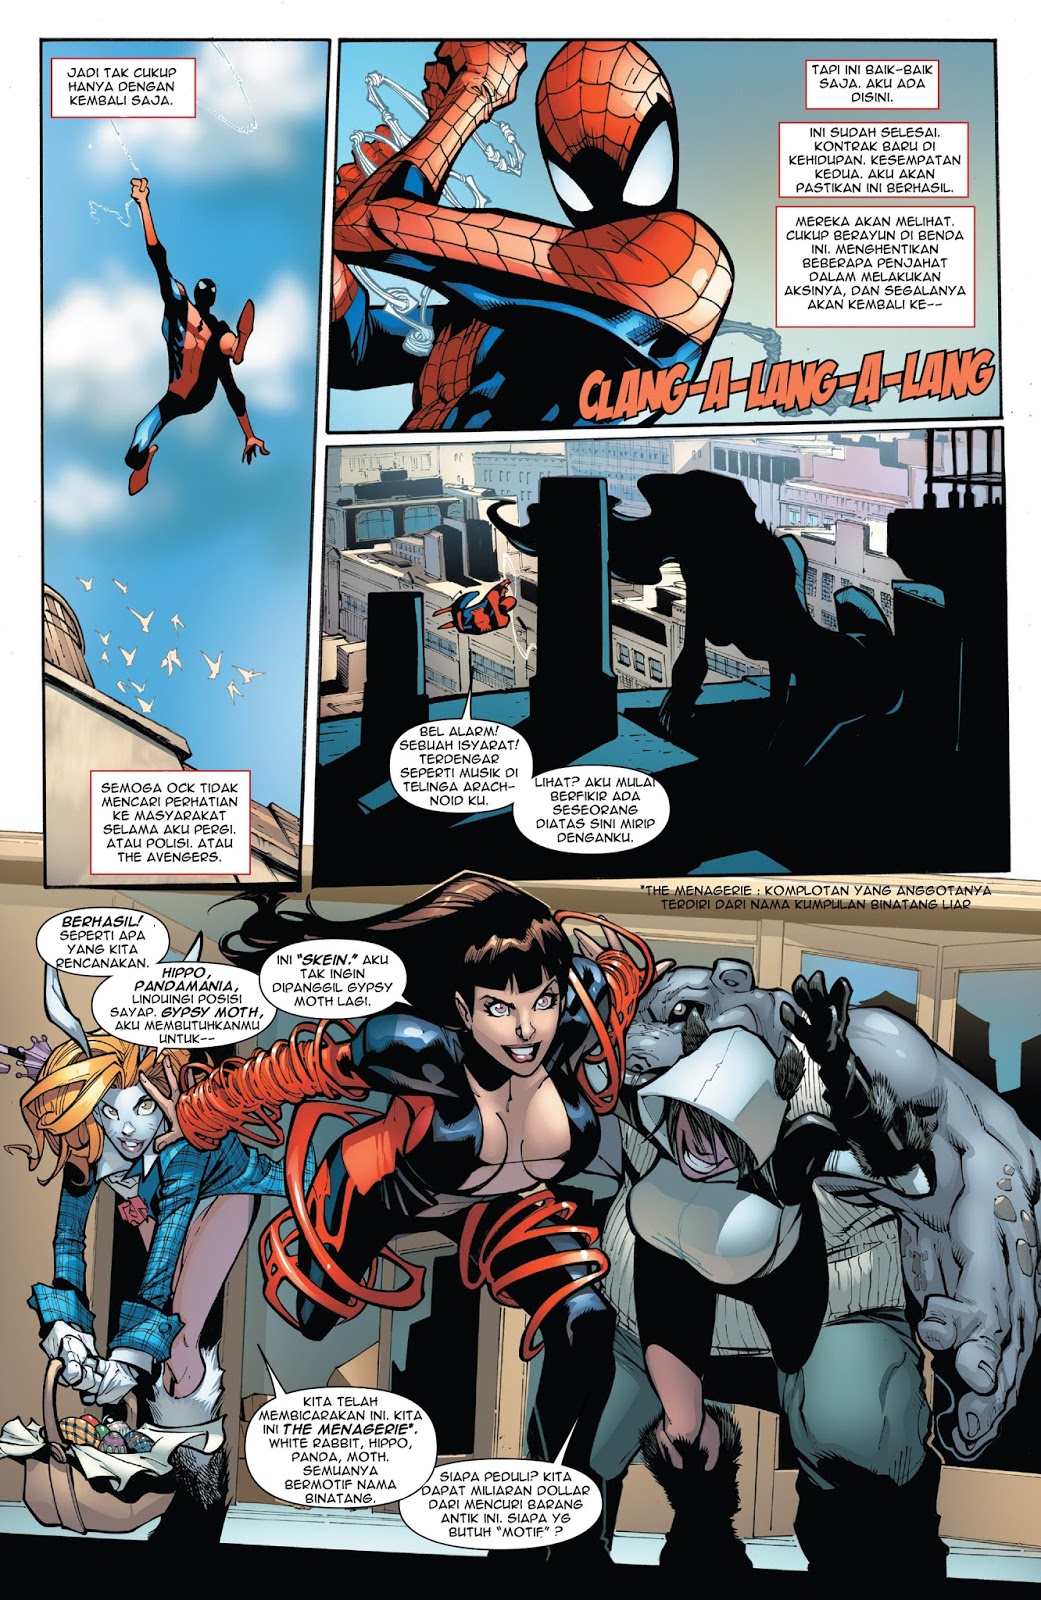 JADI TAK CUKUP
HANYA DENGAN
KEMBALI SAJA.
TAPI INI BAIK-BAIK
SAJA. AKU ADA
DISINI.
INI SUDAH SELESAI.
KONTRAK BARU DI
KEHIDUPAN. KESEMPATAN
KEDUA. AKU AKAN
PASTIKAN INI BERHASIL.
MEREKA AKAN MELIHAT.
CUKUP BERAYUN DI BENDA
INI. MENGHENTIKAN
BEBERAPA PENJAHAT
DALAM MELAKUKAN
AKSINYA, DAN SEGALANYA
AKAN KEMBALI KE--
CLANG-A-LANG-A-LANG
SEMOGA OCK TIDAK
MENCARI PERHATIAN
KE MASYARAKAT
SELAMA AKU PERGI.
ATAU POLISI. ATAU
THE AVENGERS.
BEL ALARM!
SEBUAH ISYARAT!
TERDENGAR
SEPERTI MUSIK DI
TELINGA ARACH-
NOID KU.
LIHAT? AKU MULAI
BERFIKIR ADA
SESEORANG
DIATAS SINI MIRIP
DENGANKU.
*THE MENAGERIE : KOMPLOTAN YANG ANGGOTANYA
TERDIRI DARI NAMA KUMPULAN BINATANG LIAR
BERHASIL!
SEPERTI APA
YANG KITA
RENCANAKAN.
HIPPO,
PANDAMANIA,
LINDUINGI POSISI
SAYAP. GYPSY MOTH,
AKU MEMBUTUHKANMU
UNTUK--
INI "SKEIN." AKU
TAK INGIN
DIPANGGIL GYPSY
MOTH LAGI.
KITA TELAH
MEMBICARAKAN INI. KITA
INI THE MENAGERIE*.
WHITE RABBIT, HIPPO,
PANDA, MOTH.
SEMUANYA
BERMOTIF NAMA
BINATANG.
SIAPA PEDULI? KITA
DAPAT MILIARAN DOLLAR
DARI MENCURI BARANG
ANTIK INI. SIAPA YG
BUTUH "MOTIF" ?